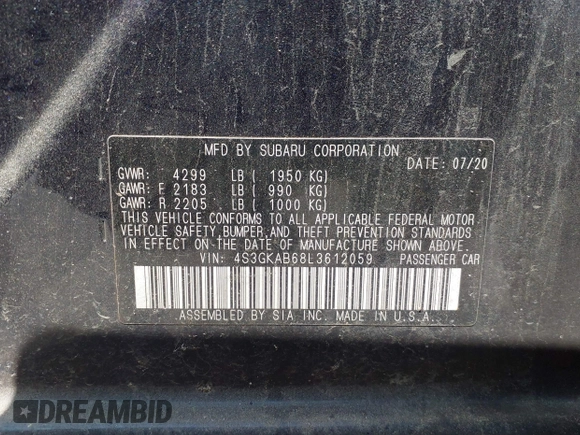 MFD BY SUBARU CORPORATION
DATE: 07/20
GVWR: 4299 LB ( 1950 KG)
GAWR: F 2183 LB ( 990 KG)
GAWR: R 2205 LB ( 1000 KG)
THIS VEHICLE CONFORMS TO ALL APPLICABLE FEDERAL MOTOR
VEHICLE SAFETY, BUMPER, AND THEFT PREVENTION STANDARDS
IN EFFECT ON THE DATE OF MANUFACTURE SHOWN ABOVE.
VIN: 4S3GKAB68L3612059 PASSENGER CAR
ASSEMBLED BY SIA INC. MADE IN U.S.A.
DREAMBID